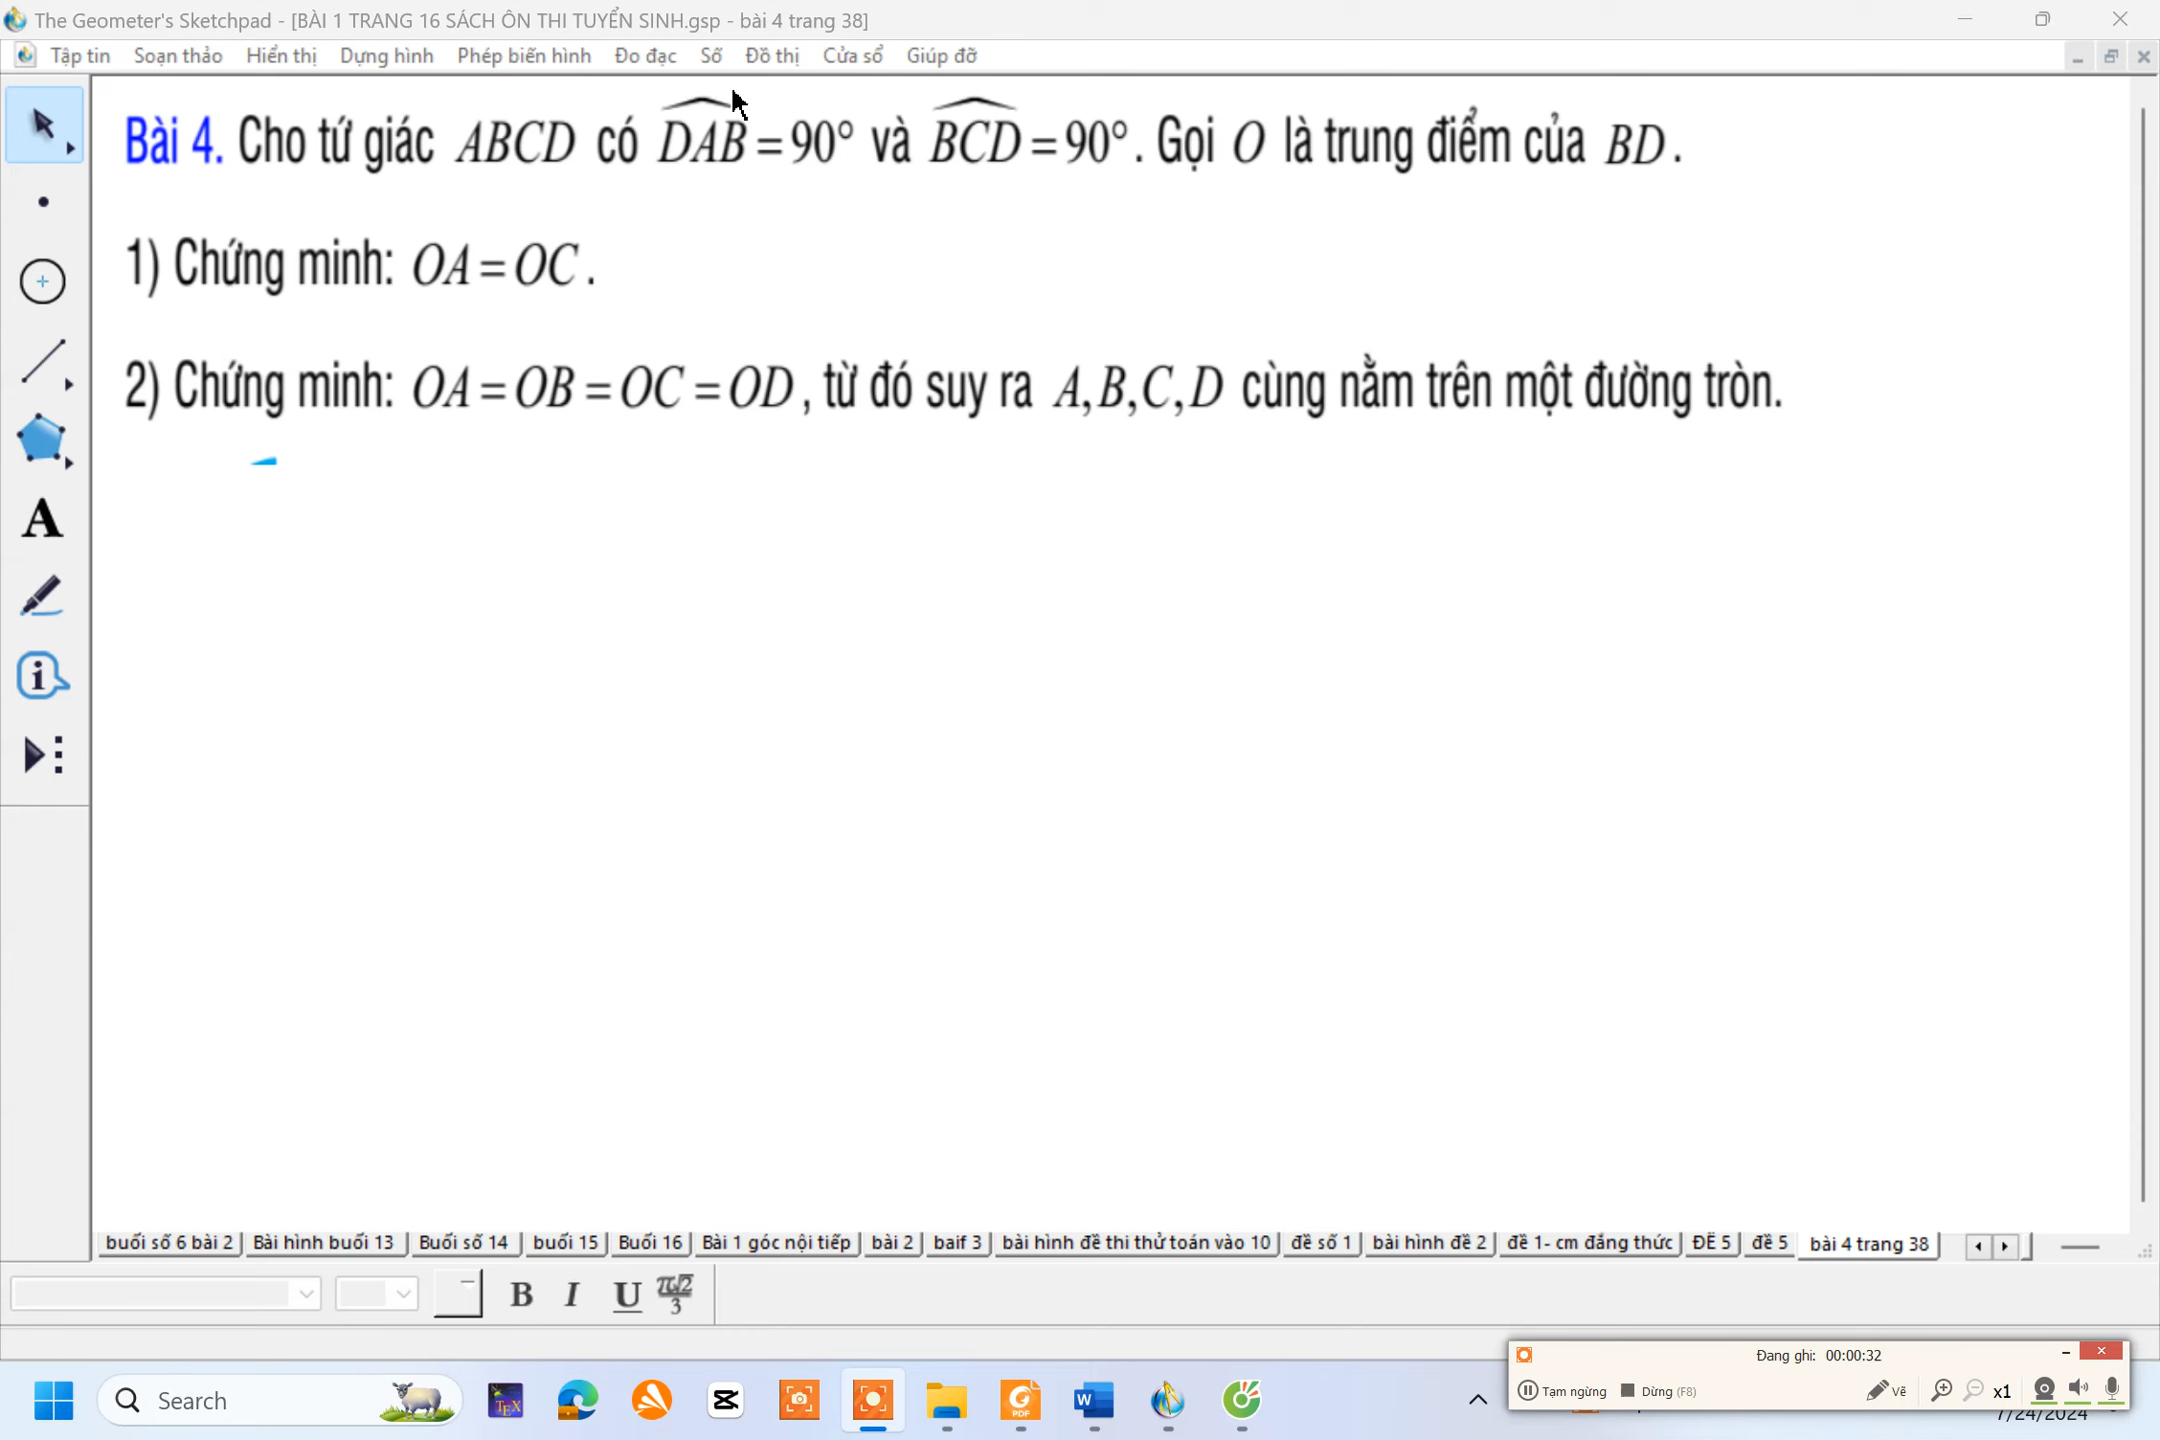 The Geometer's Sketchpad - [BÀI 1 TRANG 16 SÁCH ÔN THI TUYỂN SINH.gsp - bài 4 trang 38]
Tập tin Soạn thảo Hiển thị Dựng hình Phép biến hình Đo đạc Số Đồ thị Cửa sổ Giúp đỡ
Bài 4. Cho tứ giác ABCD có DAB = 90° và BCD = 90°. Gọi O là trung điểm của BD.
1) Chứng minh: OA = OC.
2) Chứng minh: OA = OB = OC = OD, từ đó suy ra A, B, C, D cùng nằm trên một đường tròn.
A
buổi số 6 bài 2 Bài hình buổi 13 Buổi số 14 buổi 15 Buổi 16 Bài 1 góc nội tiếp bài 2 baif 3 bài hình đề thi thử toán vào 10 đề số 1 bài hình đề 2 đề 1- cm đẳng thức ĐỀ 5 đề 5 bài 4 trang 38
B I U π√2/3
Đang ghi: 00:00:32
Tạm ngừng Dừng (F8) Vẽ x1
Search
7/24/2024